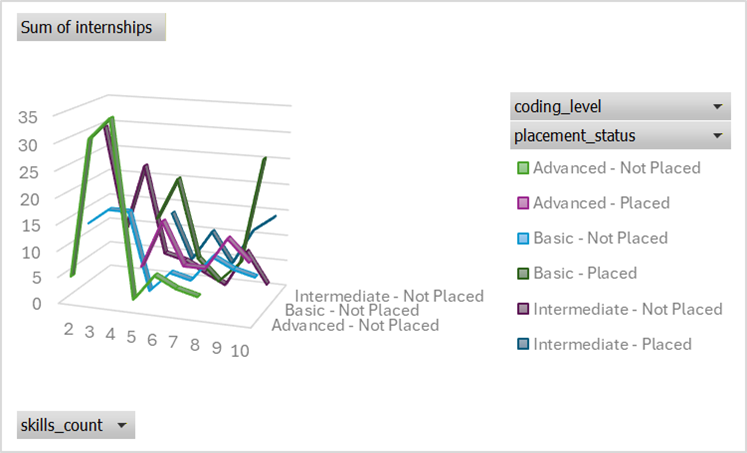 Sum of internships
35
30
25
20
15
10
5
0
2 3 4 5 6 7 8 9 10
Intermediate - Not Placed
Basic - Not Placed
Advanced - Not Placed
coding_level
placement_status
Advanced - Not Placed
Advanced - Placed
Basic - Not Placed
Basic - Placed
Intermediate - Not Placed
Intermediate - Placed
skills_count